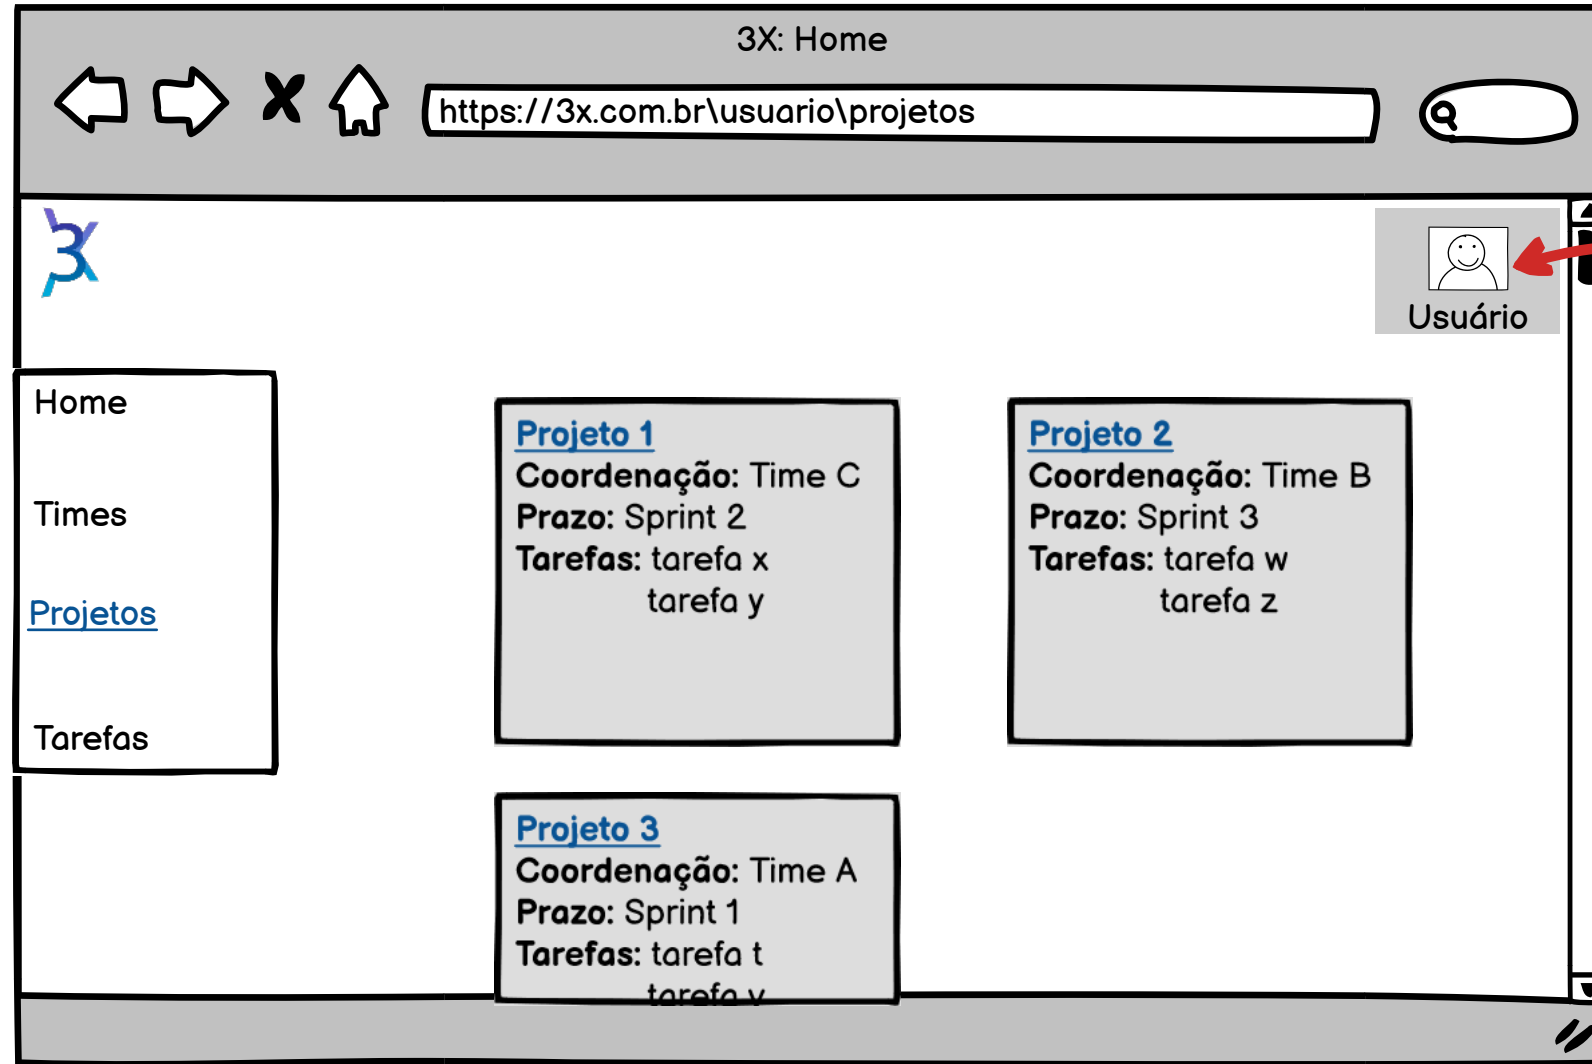 3X: Home
https://3x.com.br\usuario\projetos
3X
Usuário
Home
Times
Projetos
Tarefas
Projeto 1
Coordenação: Time C
Prazo: Sprint 2
Tarefas: tarefa x
tarefa y
Projeto 2
Coordenação: Time B
Prazo: Sprint 3
Tarefas: tarefa w
tarefa z
Projeto 3
Coordenação: Time A
Prazo: Sprint 1
Tarefas: tarefa t
tarefa